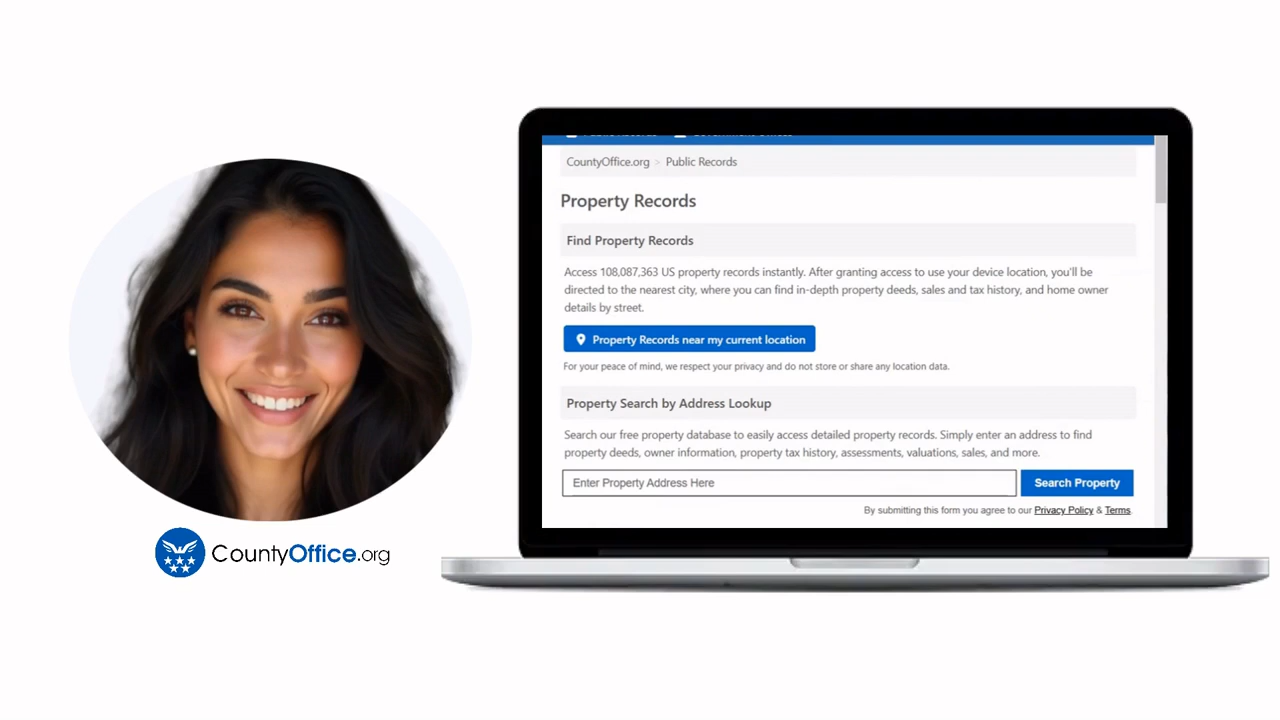 CountyOffice.org > Public Records
Property Records
Find Property Records
Access 108,087,363 US property records instantly. After granting access to use your device location, you'll be
directed to the nearest city, where you can find in-depth property deeds, sales and tax history, and home owner
details by street.
Property Records near my current location
For your peace of mind, we respect your privacy and do not store or share any location data.
Property Search by Address Lookup
Search our free property database to easily access detailed property records. Simply enter an address to find
property deeds, owner information, property tax history, assessments, valuations, sales, and more.
Enter Property Address Here
Search Property
By submitting this form you agree to our Privacy Policy & Terms.
CountyOffice.org